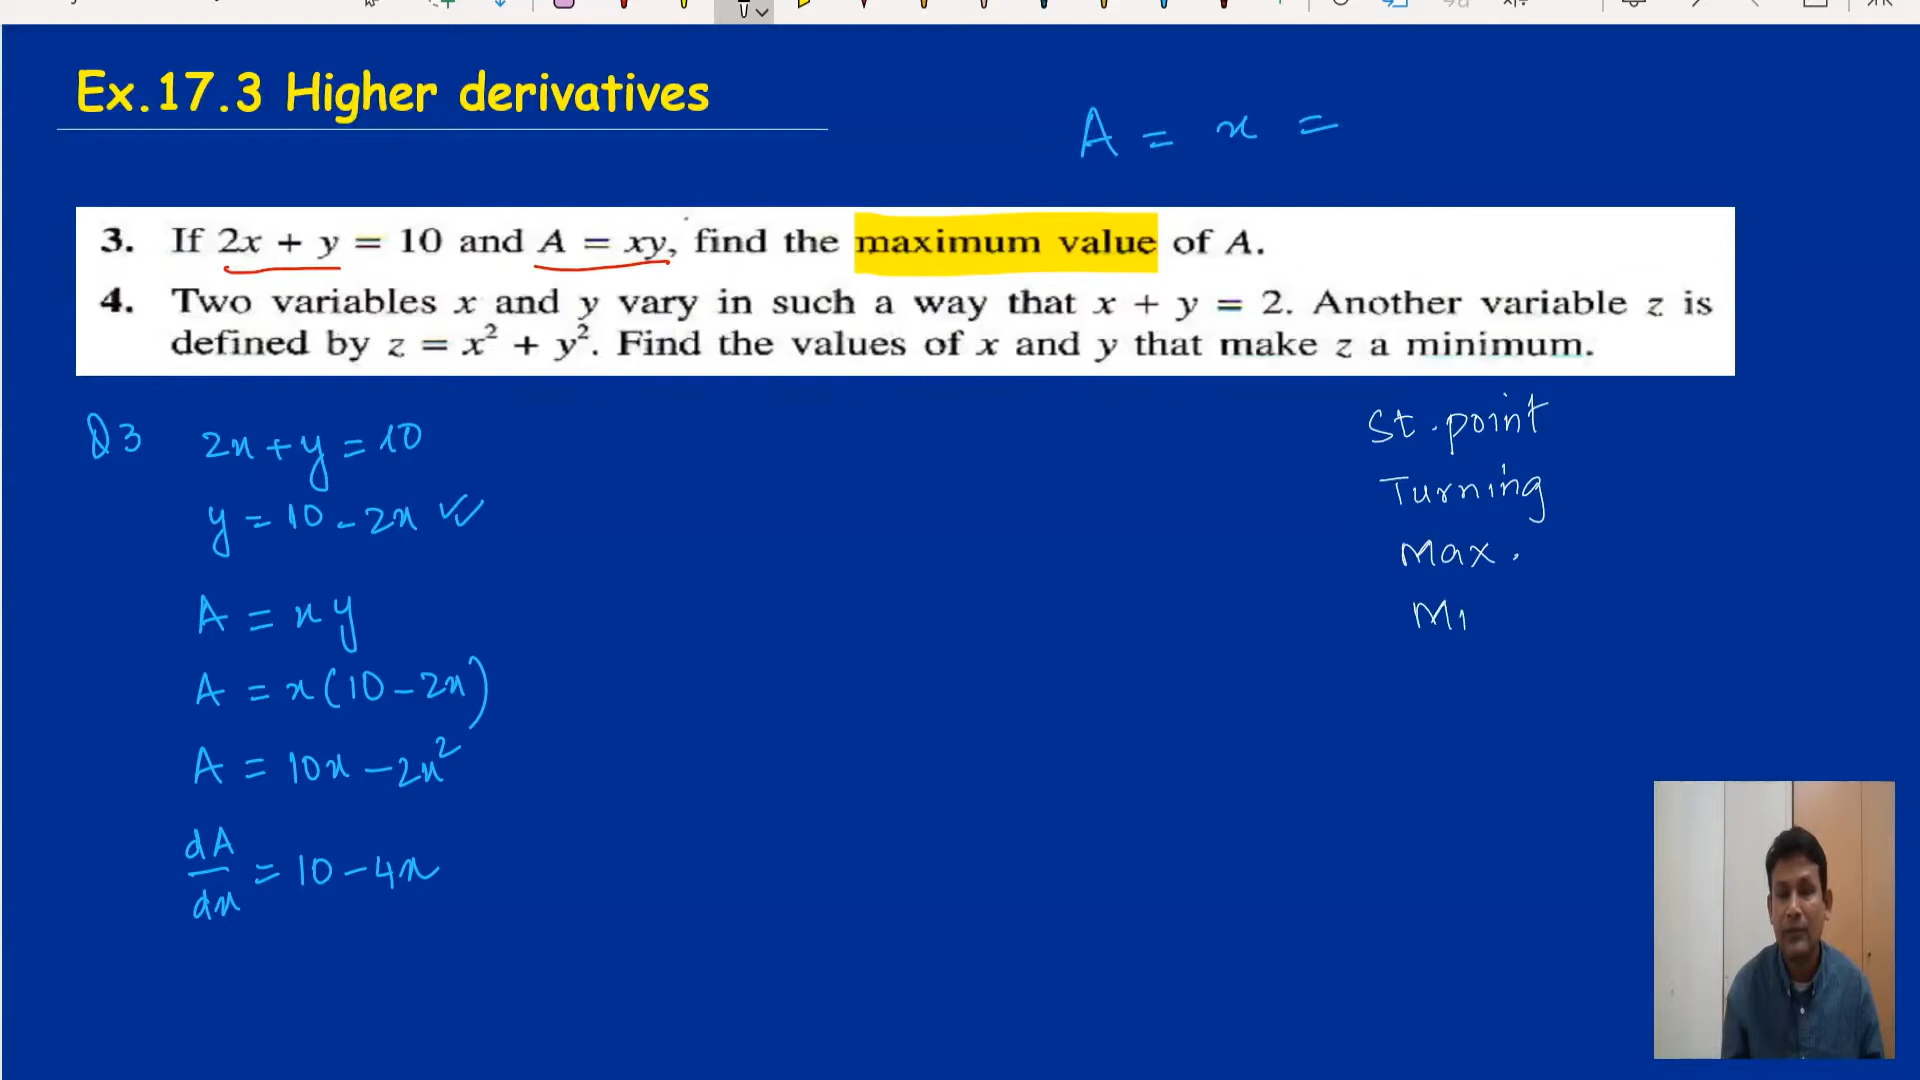 Ex.17.3 Higher derivatives
A = x =
3. If 2x + y = 10 and A = xy, find the maximum value of A.
4. Two variables x and y vary in such a way that x + y = 2. Another variable z is
defined by z = x² + y². Find the values of x and y that make z a minimum.
Q3 2x + y = 10
y = 10 - 2x
A = xy
A = x(10 - 2x)
A = 10x - 2x²
dA/dx = 10 - 4x
St. point
Turning
Max.
Mi